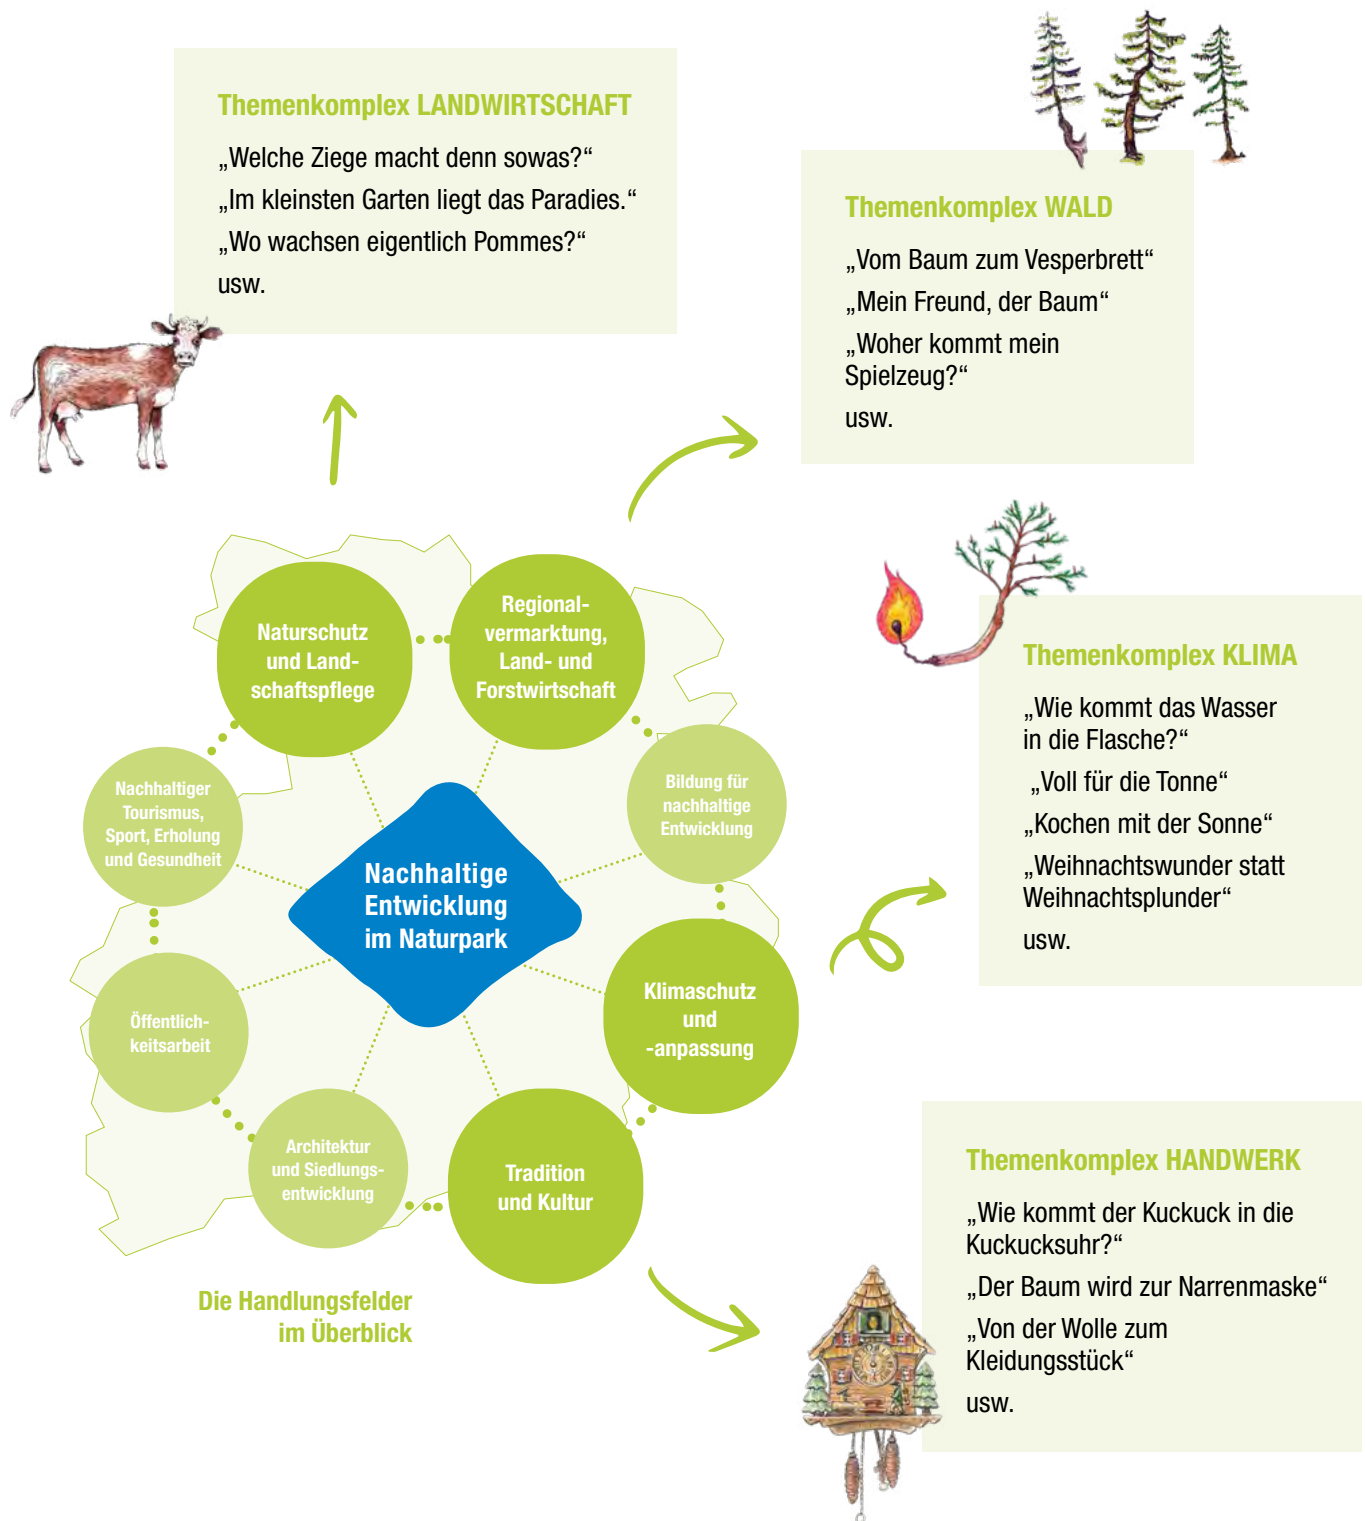 Themenkomplex LANDWIRTSCHAFT
„Welche Ziege macht denn sowas?“
„Im kleinsten Garten liegt das Paradies.“
„Wo wachsen eigentlich Pommes?“
usw.
Themenkomplex WALD
„Vom Baum zum Vesperbrett“
„Mein Freund, der Baum“
„Woher kommt mein
Spielzeug?“
usw.
Themenkomplex KLIMA
„Wie kommt das Wasser
in die Flasche?“
„Voll für die Tonne“
„Kochen mit der Sonne“
„Weihnachtswunder statt
Weihnachtsplunder“
usw.
Themenkomplex HANDWERK
„Wie kommt der Kuckuck in die
Kuckucksuhr?“
„Der Baum wird zur Narrenmaske“
„Von der Wolle zum
Kleidungsstück“
usw.
Naturschutz
und Land-
schaftspflege
Regional-
vermarktung,
Land- und
Forstwirtschaft
Bildung für
nachhaltige
Entwicklung
Klimaschutz
und
-anpassung
Tradition
und Kultur
Architektur
und Siedlungs-
entwicklung
Öffentlich-
keitsarbeit
Nachhaltiger
Tourismus,
Sport, Erholung
und Gesundheit
Nachhaltige
Entwicklung
im Naturpark
Die Handlungsfelder
im Überblick